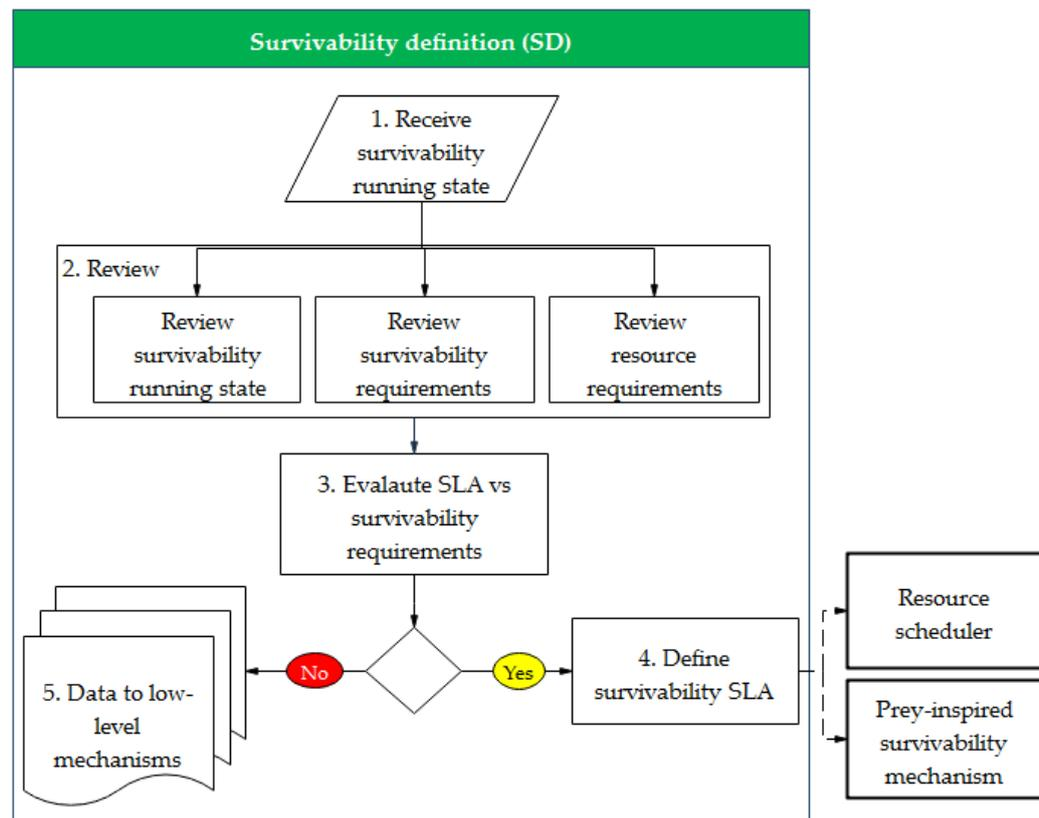 Survivability definition (SD)
1. Receive
survivability
running state
2. Review
Review
survivability
running state
Review
survivability
requirements
Review
resource
requirements
3. Evalaute SLA vs
survivability
requirements
No
Yes
4. Define
survivability SLA
5. Data to low-
level
mechanisms
Resource
scheduler
Prey-inspired
survivability
mechanism